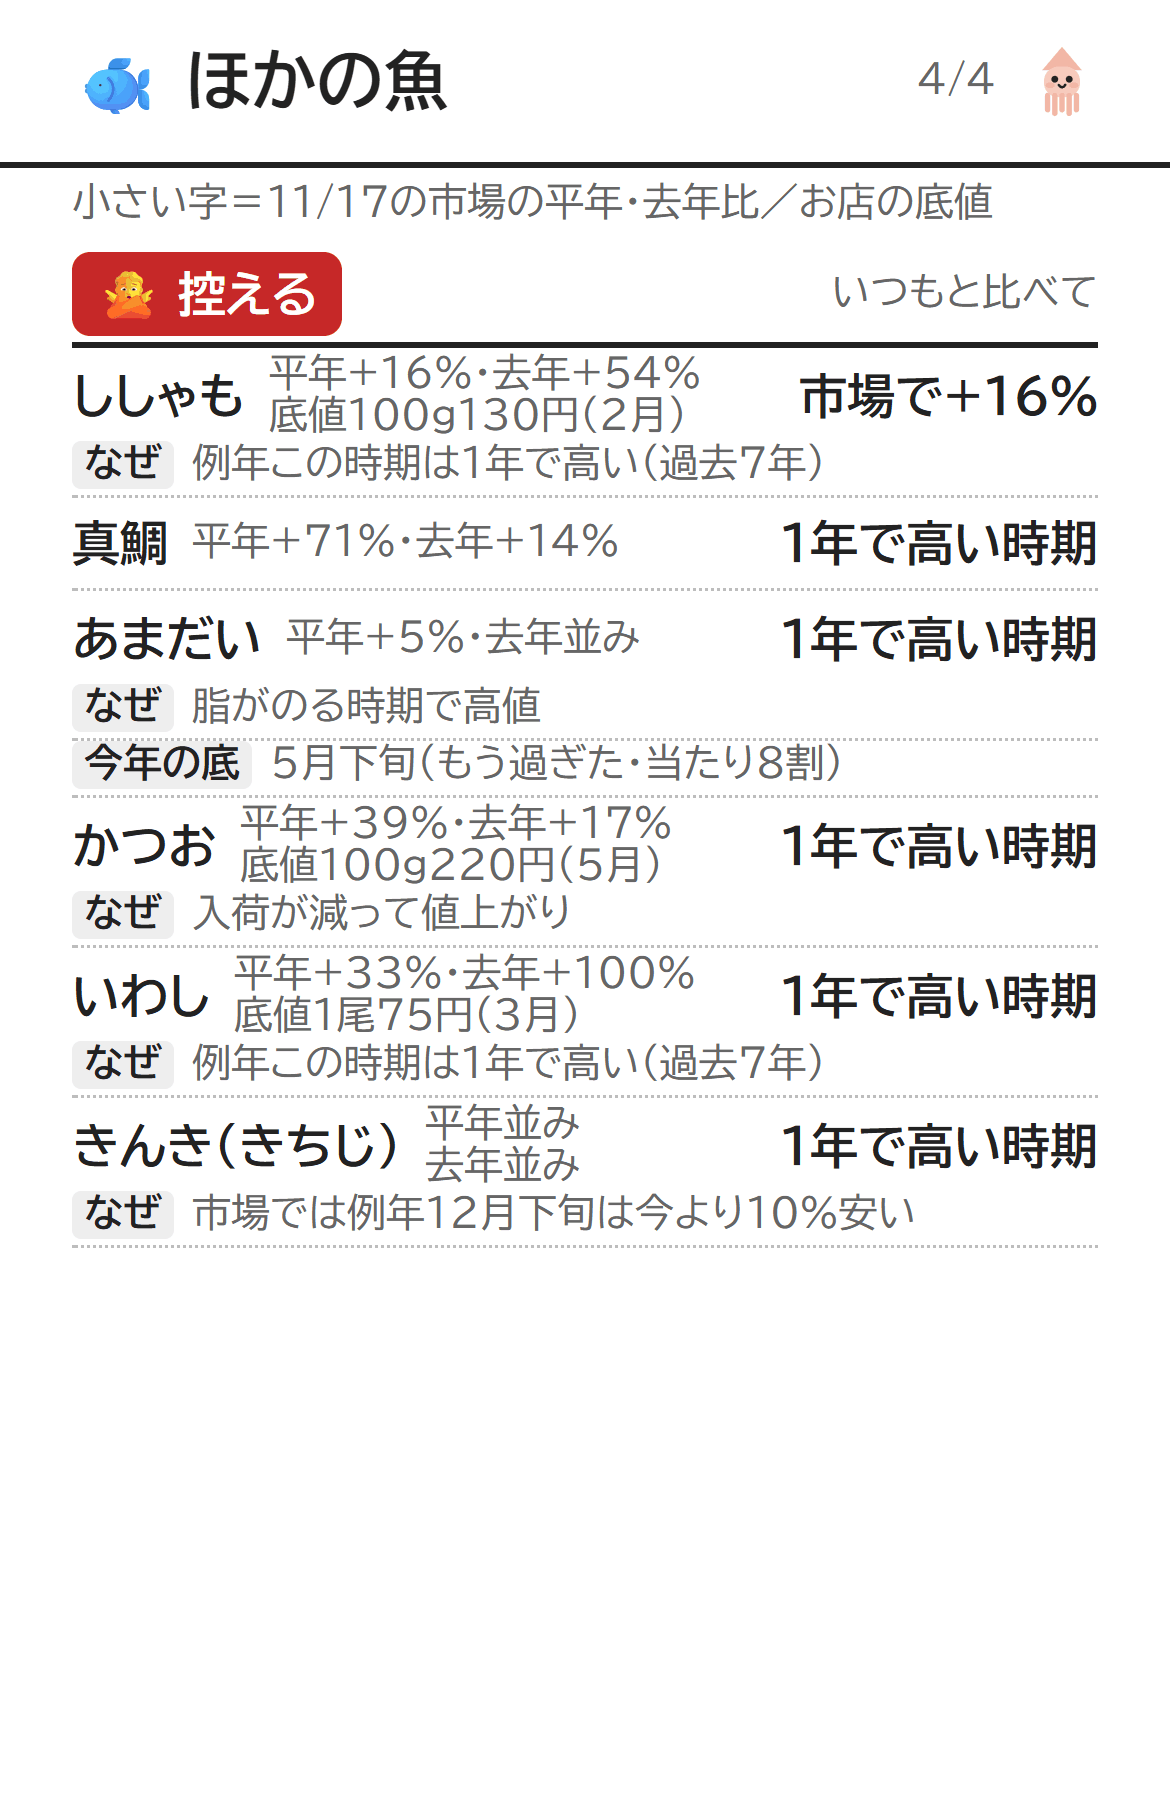 ほかの魚
4/4
小さい字＝11/17の市場の平年・去年比／お店の底値
控える
いつもと比べて
ししゃも 平年+16%・去年+54% 市場で+16%
底値100g130円(2月)
なぜ 例年この時期は1年で高い(過去7年)
真鯛 平年+71%・去年+14% 1年で高い時期
あまだい 平年+5%・去年並み 1年で高い時期
なぜ 脂がのる時期で高値
今年の底 5月下旬(もう過ぎた・当たり8割)
かつお 平年+39%・去年+17% 1年で高い時期
底値100g220円(5月)
なぜ 入荷が減って値上がり
いわし 平年+33%・去年+100% 1年で高い時期
底値1尾75円(3月)
なぜ 例年この時期は1年で高い(過去7年)
きんき(きちじ) 平年並み 1年で高い時期
去年並み
なぜ 市場では例年12月下旬は今より10%安い